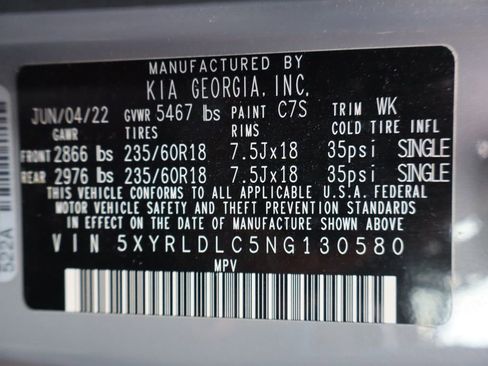 MANUFACTURED BY
KIA GEORGIA, INC.
JUN/04/22 GVWR 5467 lbs PAINT C7S TRIM WK
GAWR TIRES RIMS COLD TIRE INFL
FRONT 2866 lbs 235/60R18 7.5Jx18 35psi SINGLE
REAR 2976 lbs 235/60R18 7.5Jx18 35psi SINGLE
THIS VEHICLE CONFORMS TO ALL APPLICABLE U.S.A. FEDERAL
MOTOR VEHICLE SAFETY, BUMPER, AND THEFT PREVENTION STANDARDS
IN EFFECT ON THE DATE OF MANUFACTURE SHOWN ABOVE
VIN 5XYRLDLC5NG130580
MPV
522A